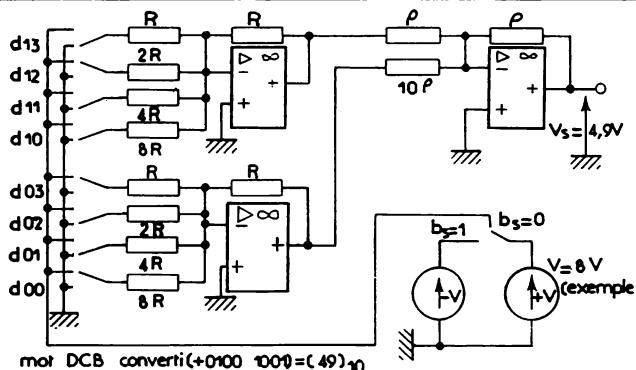 R R ρ ρ
d13
2R
d12
4R
d11
8R
d10
▷ ∞
- +
+
10 ρ
▷ ∞
- +
+
Vs = 4,9V
R R
d03
2R
d02
4R
d01
8R
d00
▷ ∞
- +
+
bs=1 bs=0
-V +V
V= 8 V
(exemple
mot DCB converti (+0100 1001) = (49)10